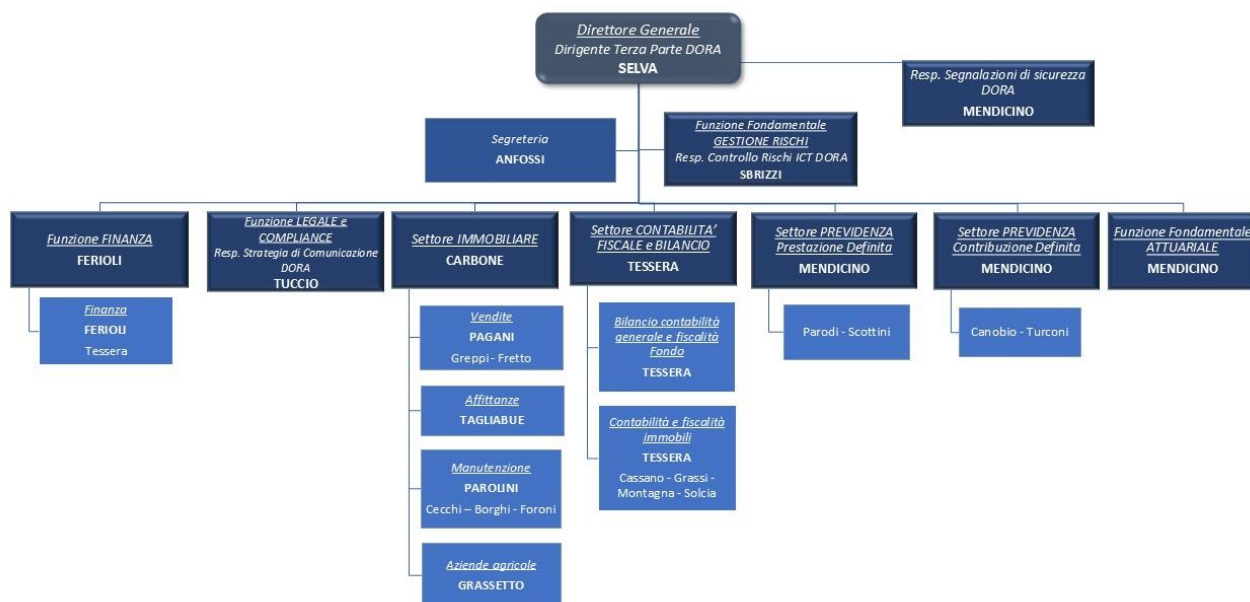 Direttore Generale
Dirigente Terza Parte DORA
SELVA
Resp. Segnalazioni di sicurezza
DORA
MENDICINO
Segreteria
ANFOSSI
Funzione Fondamentale
GESTIONE RISCHI
Resp. Controllo Rischi ICT DORA
SBRIZZI
Funzione FINANZA
FERIOLI
Funzione LEGALE e
COMPLIANCE
Resp. Strategia di Comunicazione
DORA
TUCCIO
Settore IMMOBILIARE
CARBONE
Settore CONTABILITA’
FISCALE e BILANCIO
TESSERA
Settore PREVIDENZA
Prestazione Definita
MENDICINO
Settore PREVIDENZA
Contribuzione Definita
MENDICINO
Funzione Fondamentale
ATTUARIALE
MENDICINO
Finanza
FERIOLI
Tessera
Vendite
PAGANI
Greppi - Fretto
Affittanze
TAGLIABUE
Manutenzione
PAROLINI
Cecchi – Borghi - Foroni
Aziende agricole
GRASSETTO
Bilancio contabilità
generale e fiscalità
Fondo
TESSERA
Contabilità e fiscalità
immobili
TESSERA
Cassano - Grassi -
Montagna - Solcia
Parodi - Scottini
Canobio - Turconi